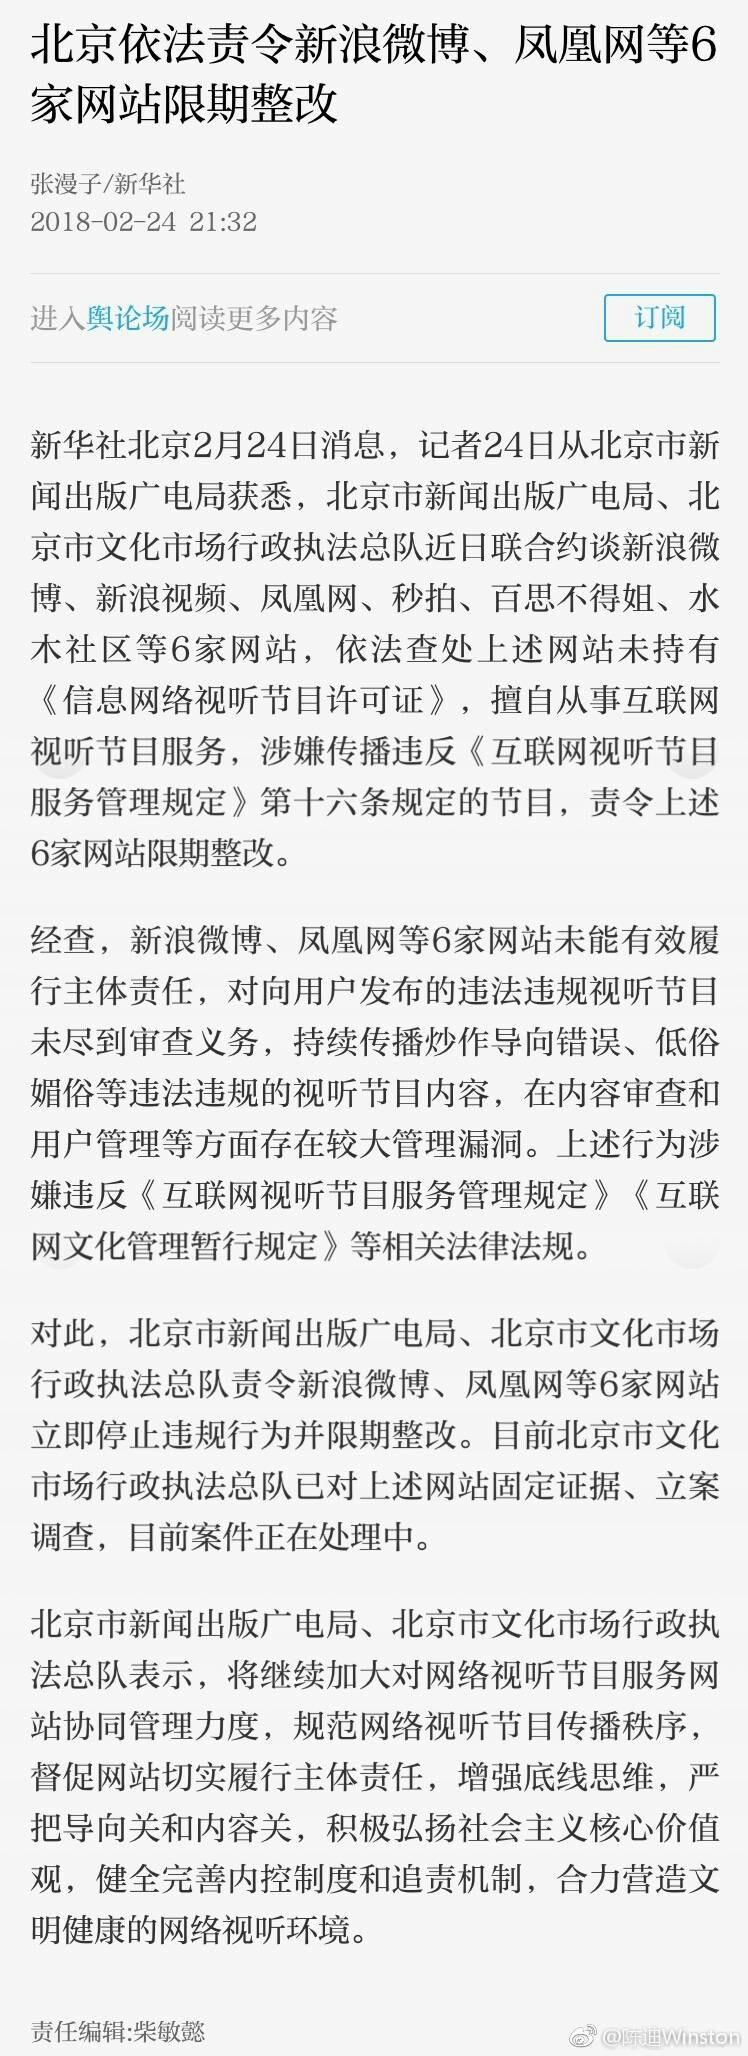 北京依法责令新浪微博、凤凰网等6
家网站限期整改
张漫子/新华社
2018-02-24 21:32
进入舆论场阅读更多内容
订阅
新华社北京2月24日消息，记者24日从北京市新
闻出版广电局获悉，北京市新闻出版广电局、北
京市文化市场行政执法总队近日联合约谈新浪微
博、新浪视频、凤凰网、秒拍、百思不得姐、水
木社区等6家网站，依法查处上述网站未持有
《信息网络视听节目许可证》，擅自从事互联网
视听节目服务，涉嫌传播违反《互联网视听节目
服务管理规定》第十六条规定的节目，责令上述
6家网站限期整改。
经查，新浪微博、凤凰网等6家网站未能有效履
行主体责任，对向用户发布的违法违规视听节目
未尽到审查义务，持续传播炒作导向错误、低俗
媚俗等违法违规的视听节目内容，在内容审查和
用户管理等方面存在较大管理漏洞。上述行为涉
嫌违反《互联网视听节目服务管理规定》《互联
网文化管理暂行规定》等相关法律法规。
对此，北京市新闻出版广电局、北京市文化市场
行政执法总队责令新浪微博、凤凰网等6家网站
立即停止违规行为并限期整改。目前北京市文化
市场行政执法总队已对上述网站固定证据、立案
调查，目前案件正在处理中。
北京市新闻出版广电局、北京市文化市场行政执
法总队表示，将继续加大对网络视听节目服务网
站协同管理力度，规范网络视听节目传播秩序，
督促网站切实履行主体责任，增强底线思维，严
把导向关和内容关，积极弘扬社会主义核心价值
观，健全完善内控制度和追责机制，合力营造文
明健康的网络视听环境。
责任编辑:柴敏懿
@陈迪Winston